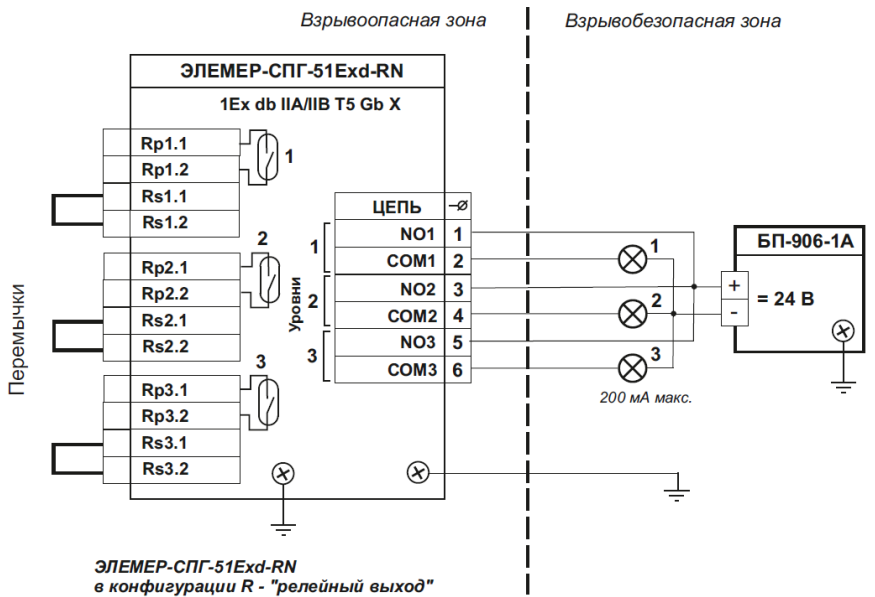 Взрывоопасная зона
Взрывобезопасная зона
ЭЛЕМЕР-СПГ-51Exd-RN
1Ex db IIA/IIB T5 Gb X
Перемычки
Rp1.1
Rp1.2
Rs1.1
Rs1.2
1
Rp2.1
Rp2.2
Rs2.1
Rs2.2
2
Rp3.1
Rp3.2
Rs3.1
Rs3.2
3
Уровни
1
2
3
ЦЕПЬ
NO1 1
COM1 2
NO2 3
COM2 4
NO3 5
COM3 6
1
2
3
200 мА макс.
БП-906-1А
+
-
= 24 В
ЭЛЕМЕР-СПГ-51Exd-RN
в конфигурации R - "релейный выход"